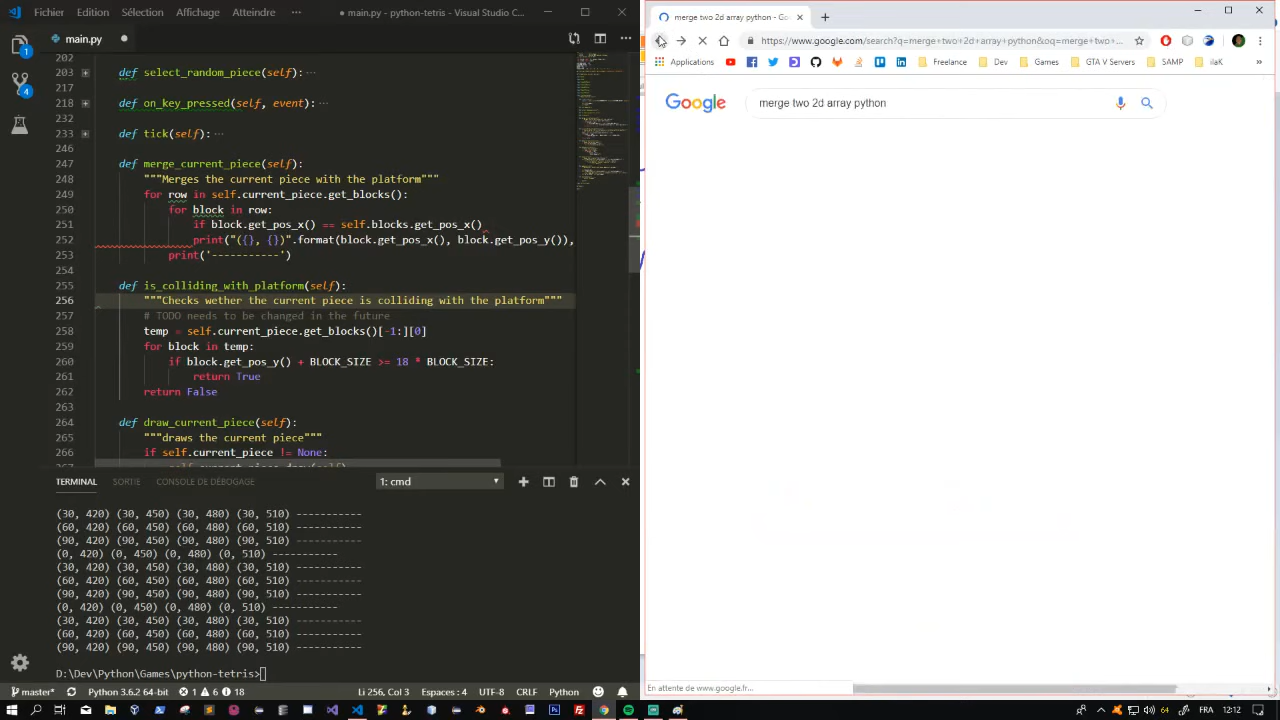 Fichier Edition Sélection Affichage Atteindre ··· ● main.py - python-tetris - Visual Studio C...
main.py
203 def select_random_piece(self): ···
217
218 def on_key_pressed(self, event): ···
233 def tick(self): ···
246
247 def merge_current_piece(self):
248 """Merges the current piece with the platform"""
249 for row in self.current_piece.get_blocks():
250 for block in row:
251 if block.get_pos_x() == self.blocks.get_pos_x()
252 print("({}, {})".format(block.get_pos_x(), block.get_pos_y()),
253 print('-----------')
254
255 def is_colliding_with_platform(self):
256 """Checks wether the current piece is colliding with the platform"""
257 # TODO needs to be changed in the future
258 temp = self.current_piece.get_blocks()[-1:][0]
259 for block in temp:
260 if block.get_pos_y() + BLOCK_SIZE >= 18 * BLOCK_SIZE:
261 return True
262 return False
263
264 def draw_current_piece(self):
265 """draws the current piece"""
266 if self.current_piece != None:
267 self.current_piece.draw(self)
TERMINAL SORTIE CONSOLE DE DÉBOGAGE 1: cmd
(30, 420) (30, 450) (30, 480) (30, 510) -----------
(60, 420) (60, 450) (60, 480) (60, 510) -----------
(90, 420) (90, 450) (90, 480) (90, 510) -----------
(0, 420) (0, 450) (0, 480) (0, 510) -----------
(30, 420) (30, 450) (30, 480) (30, 510) -----------
(60, 420) (60, 450) (60, 480) (60, 510) -----------
(90, 420) (90, 450) (90, 480) (90, 510) -----------
(0, 420) (0, 450) (0, 480) (0, 510) -----------
(30, 420) (30, 450) (30, 480) (30, 510) -----------
(60, 420) (60, 450) (60, 480) (60, 510) -----------
(90, 420) (90, 450) (90, 480) (90, 510) -----------
D:\Dev\Python\Games\python-tetris>
master* Python 3.6.2 64-bit 1 0 18 UTF-8 CRLF Python
merge two 2d array python - Go
https://www.google.com/search?q=merge+two+2d+array+python&oq=merge+two+...
Applications Freelance Dev Games GTA V Servers SAMP ilaK »
Google merge two 2d array python
En attente de www.google.fr...
64 FRA 12:12